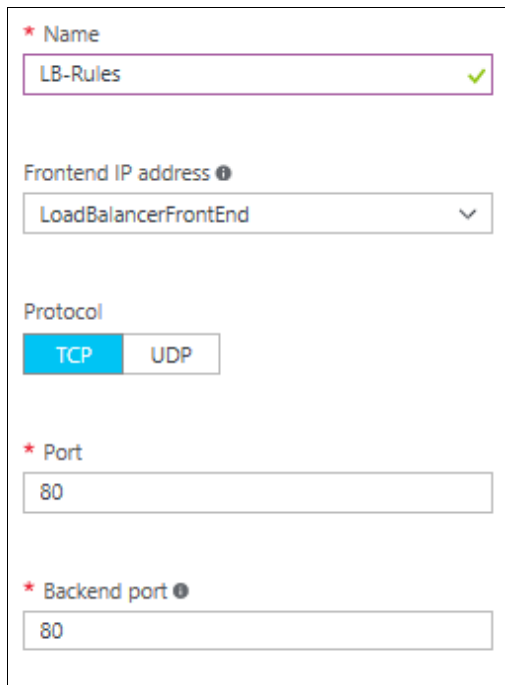 * Name
LB-Rules
Frontend IP address
LoadBalancerFrontEnd
Protocol
TCP UDP
* Port
80
* Backend port
80